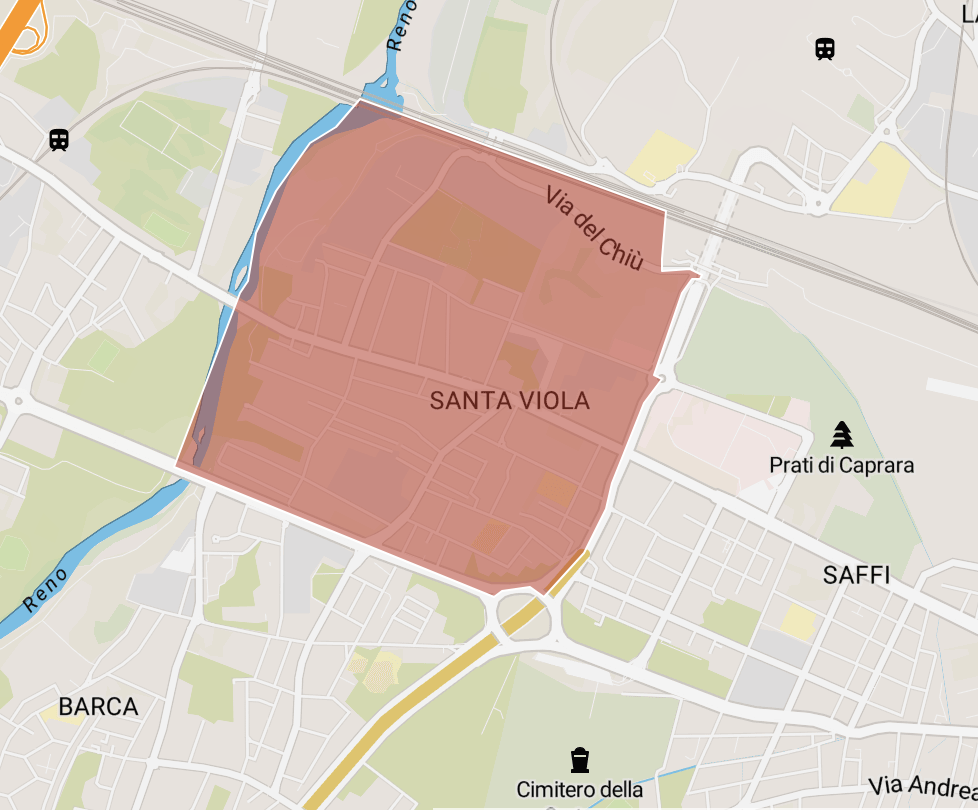 Reno
LA
Via del Chiù
SANTA VIOLA
Prati di Caprara
SAFFI
Reno
BARCA
Cimitero della
Via Andrea